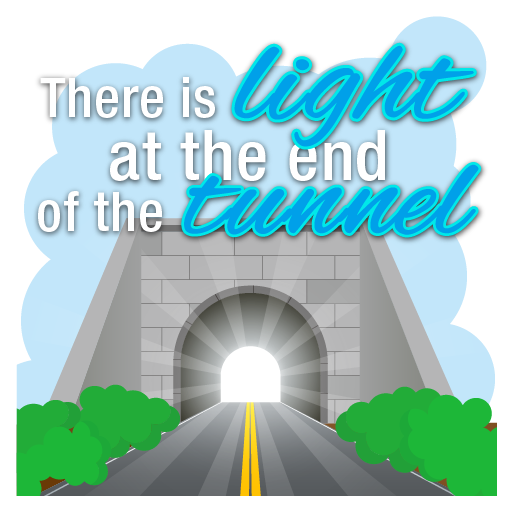 There is light
at the end
of the tunnel